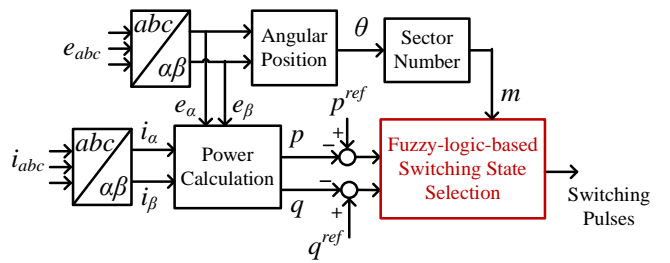 abc
αβ
e_abc
Angular
Position
θ
Sector
Number
e_α
e_β
p^ref
m
abc
αβ
i_abc
i_α
i_β
Power
Calculation
p
q
−
+
−
+
q^ref
Fuzzy-logic-based
Switching State
Selection
Switching
Pulses